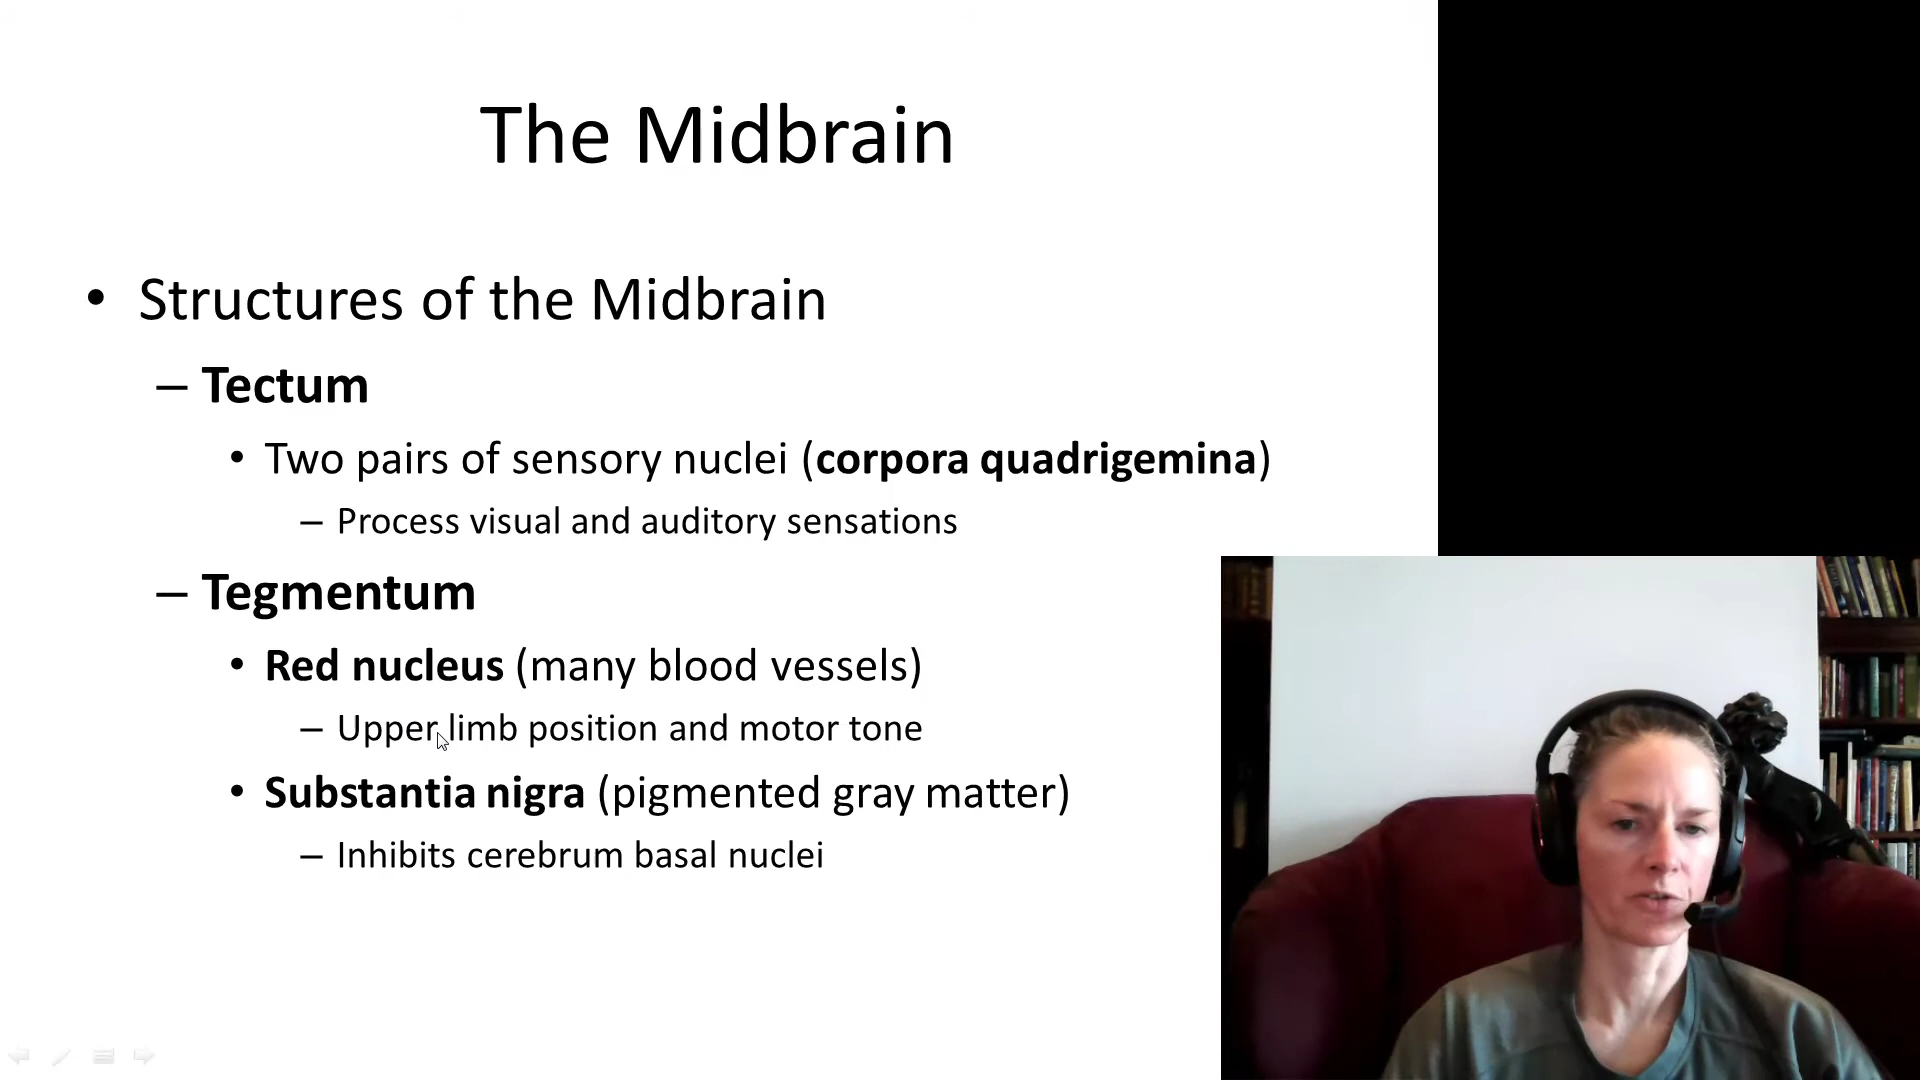 The Midbrain
• Structures of the Midbrain
– Tectum
• Two pairs of sensory nuclei (corpora quadrigemina)
– Process visual and auditory sensations
– Tegmentum
• Red nucleus (many blood vessels)
– Upper limb position and motor tone
• Substantia nigra (pigmented gray matter)
– Inhibits cerebrum basal nuclei